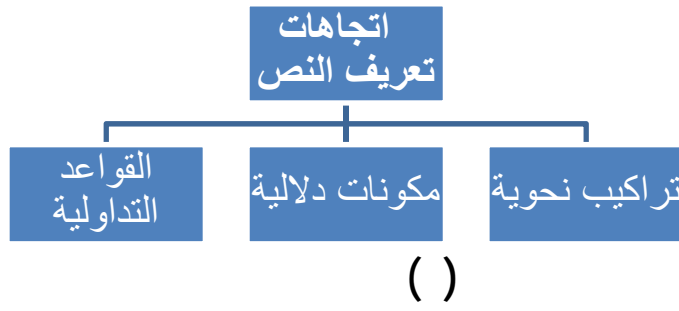 اتجاهات
تعريف النص
تراكيب نحوية
مكونات دلالية
القواعد
التداولية
( )